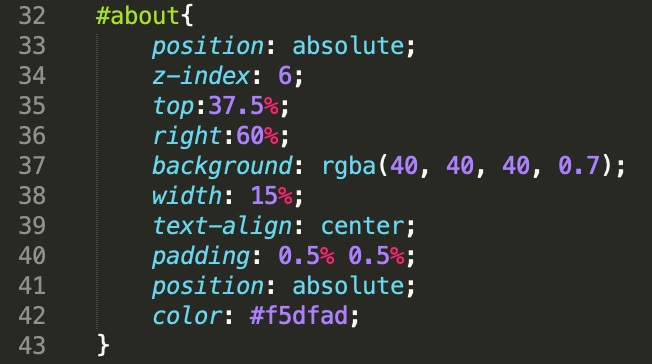 32 #about{
33 position: absolute;
34 z-index: 6;
35 top:37.5%;
36 right:60%;
37 background: rgba(40, 40, 40, 0.7);
38 width: 15%;
39 text-align: center;
40 padding: 0.5% 0.5%;
41 position: absolute;
42 color: #f5dfad;
43 }